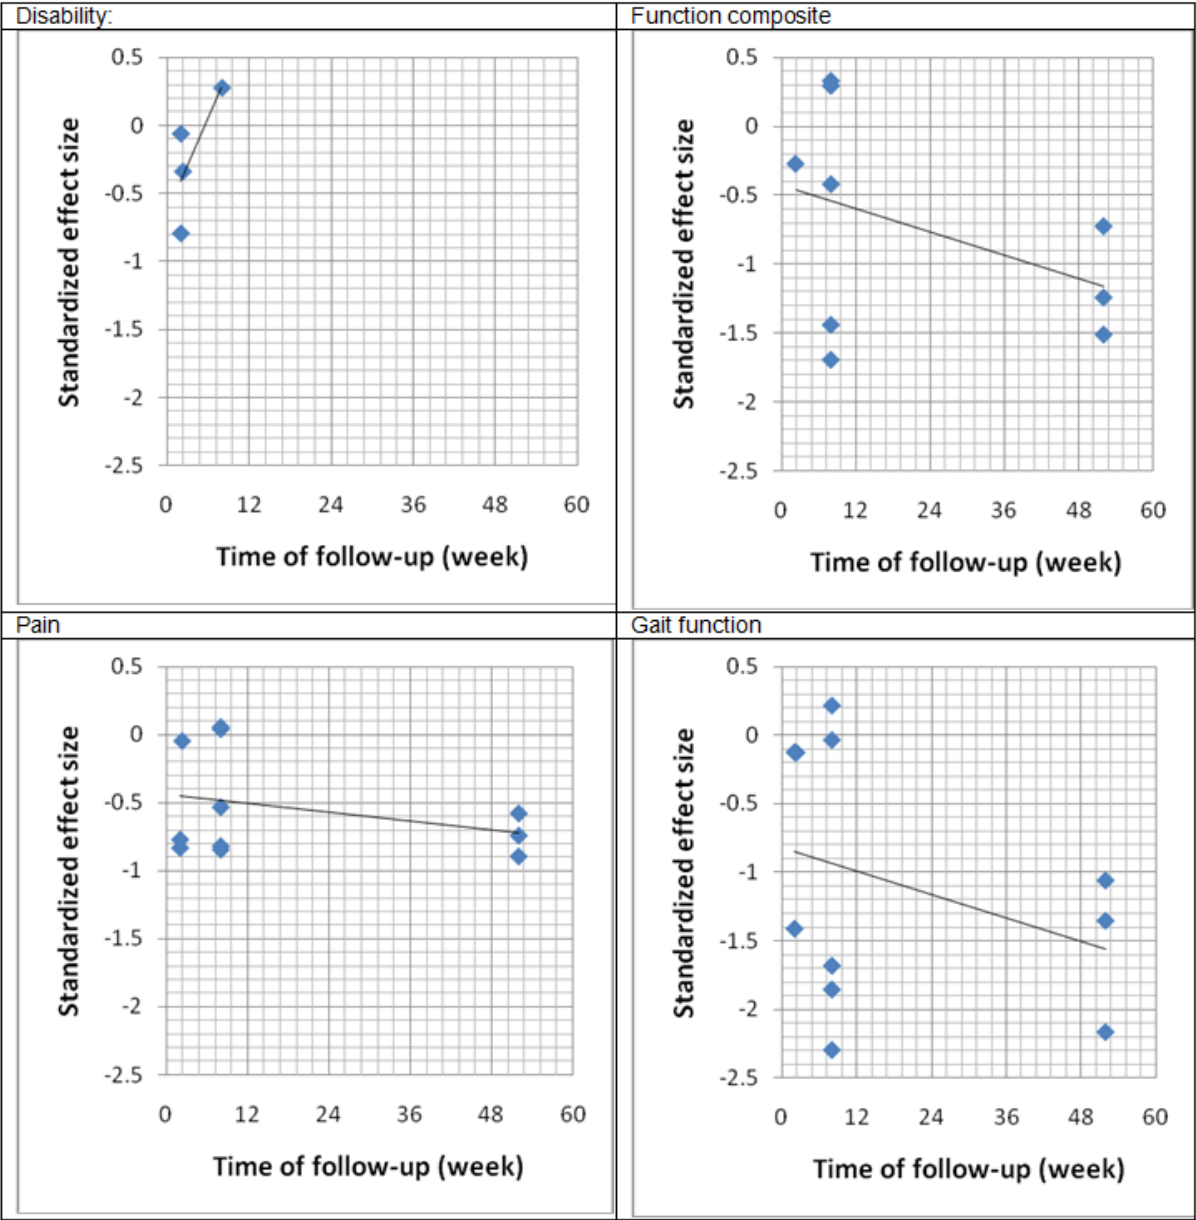 Disability:
Function composite
0.5
0
-0.5
-1
-1.5
-2
-2.5
Standardized effect size
0 12 24 36 48 60
Time of follow-up (week)
0.5
0
-0.5
-1
-1.5
-2
-2.5
Standardized effect size
0 12 24 36 48 60
Time of follow-up (week)
Pain
Gait function
0.5
0
-0.5
-1
-1.5
-2
-2.5
Standardized effect size
0 12 24 36 48 60
Time of follow-up (week)
0.5
0
-0.5
-1
-1.5
-2
-2.5
Standardized effect size
0 12 24 36 48 60
Time of follow-up (week)